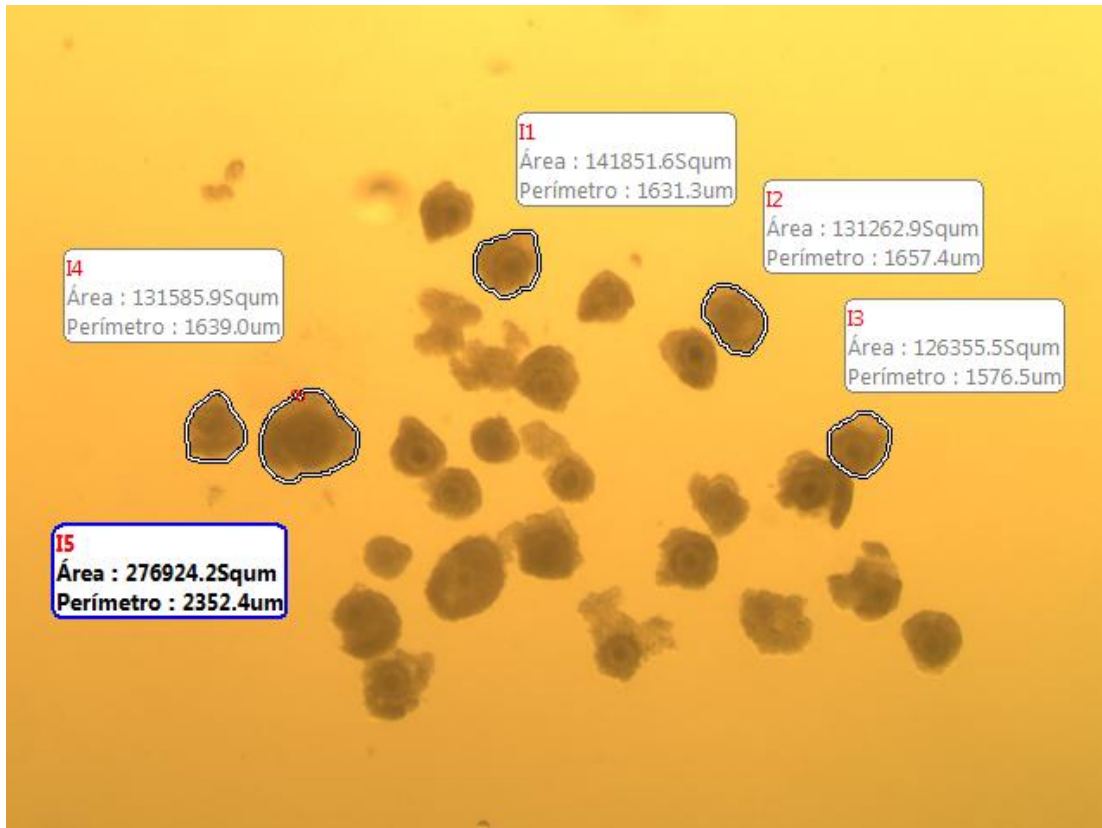 I1
Área : 141851.6Squm
Perímetro : 1631.3um
I2
Área : 131262.9Squm
Perímetro : 1657.4um
I4
Área : 131585.9Squm
Perímetro : 1639.0um
I3
Área : 126355.5Squm
Perímetro : 1576.5um
I5
Área : 276924.2Squm
Perímetro : 2352.4um